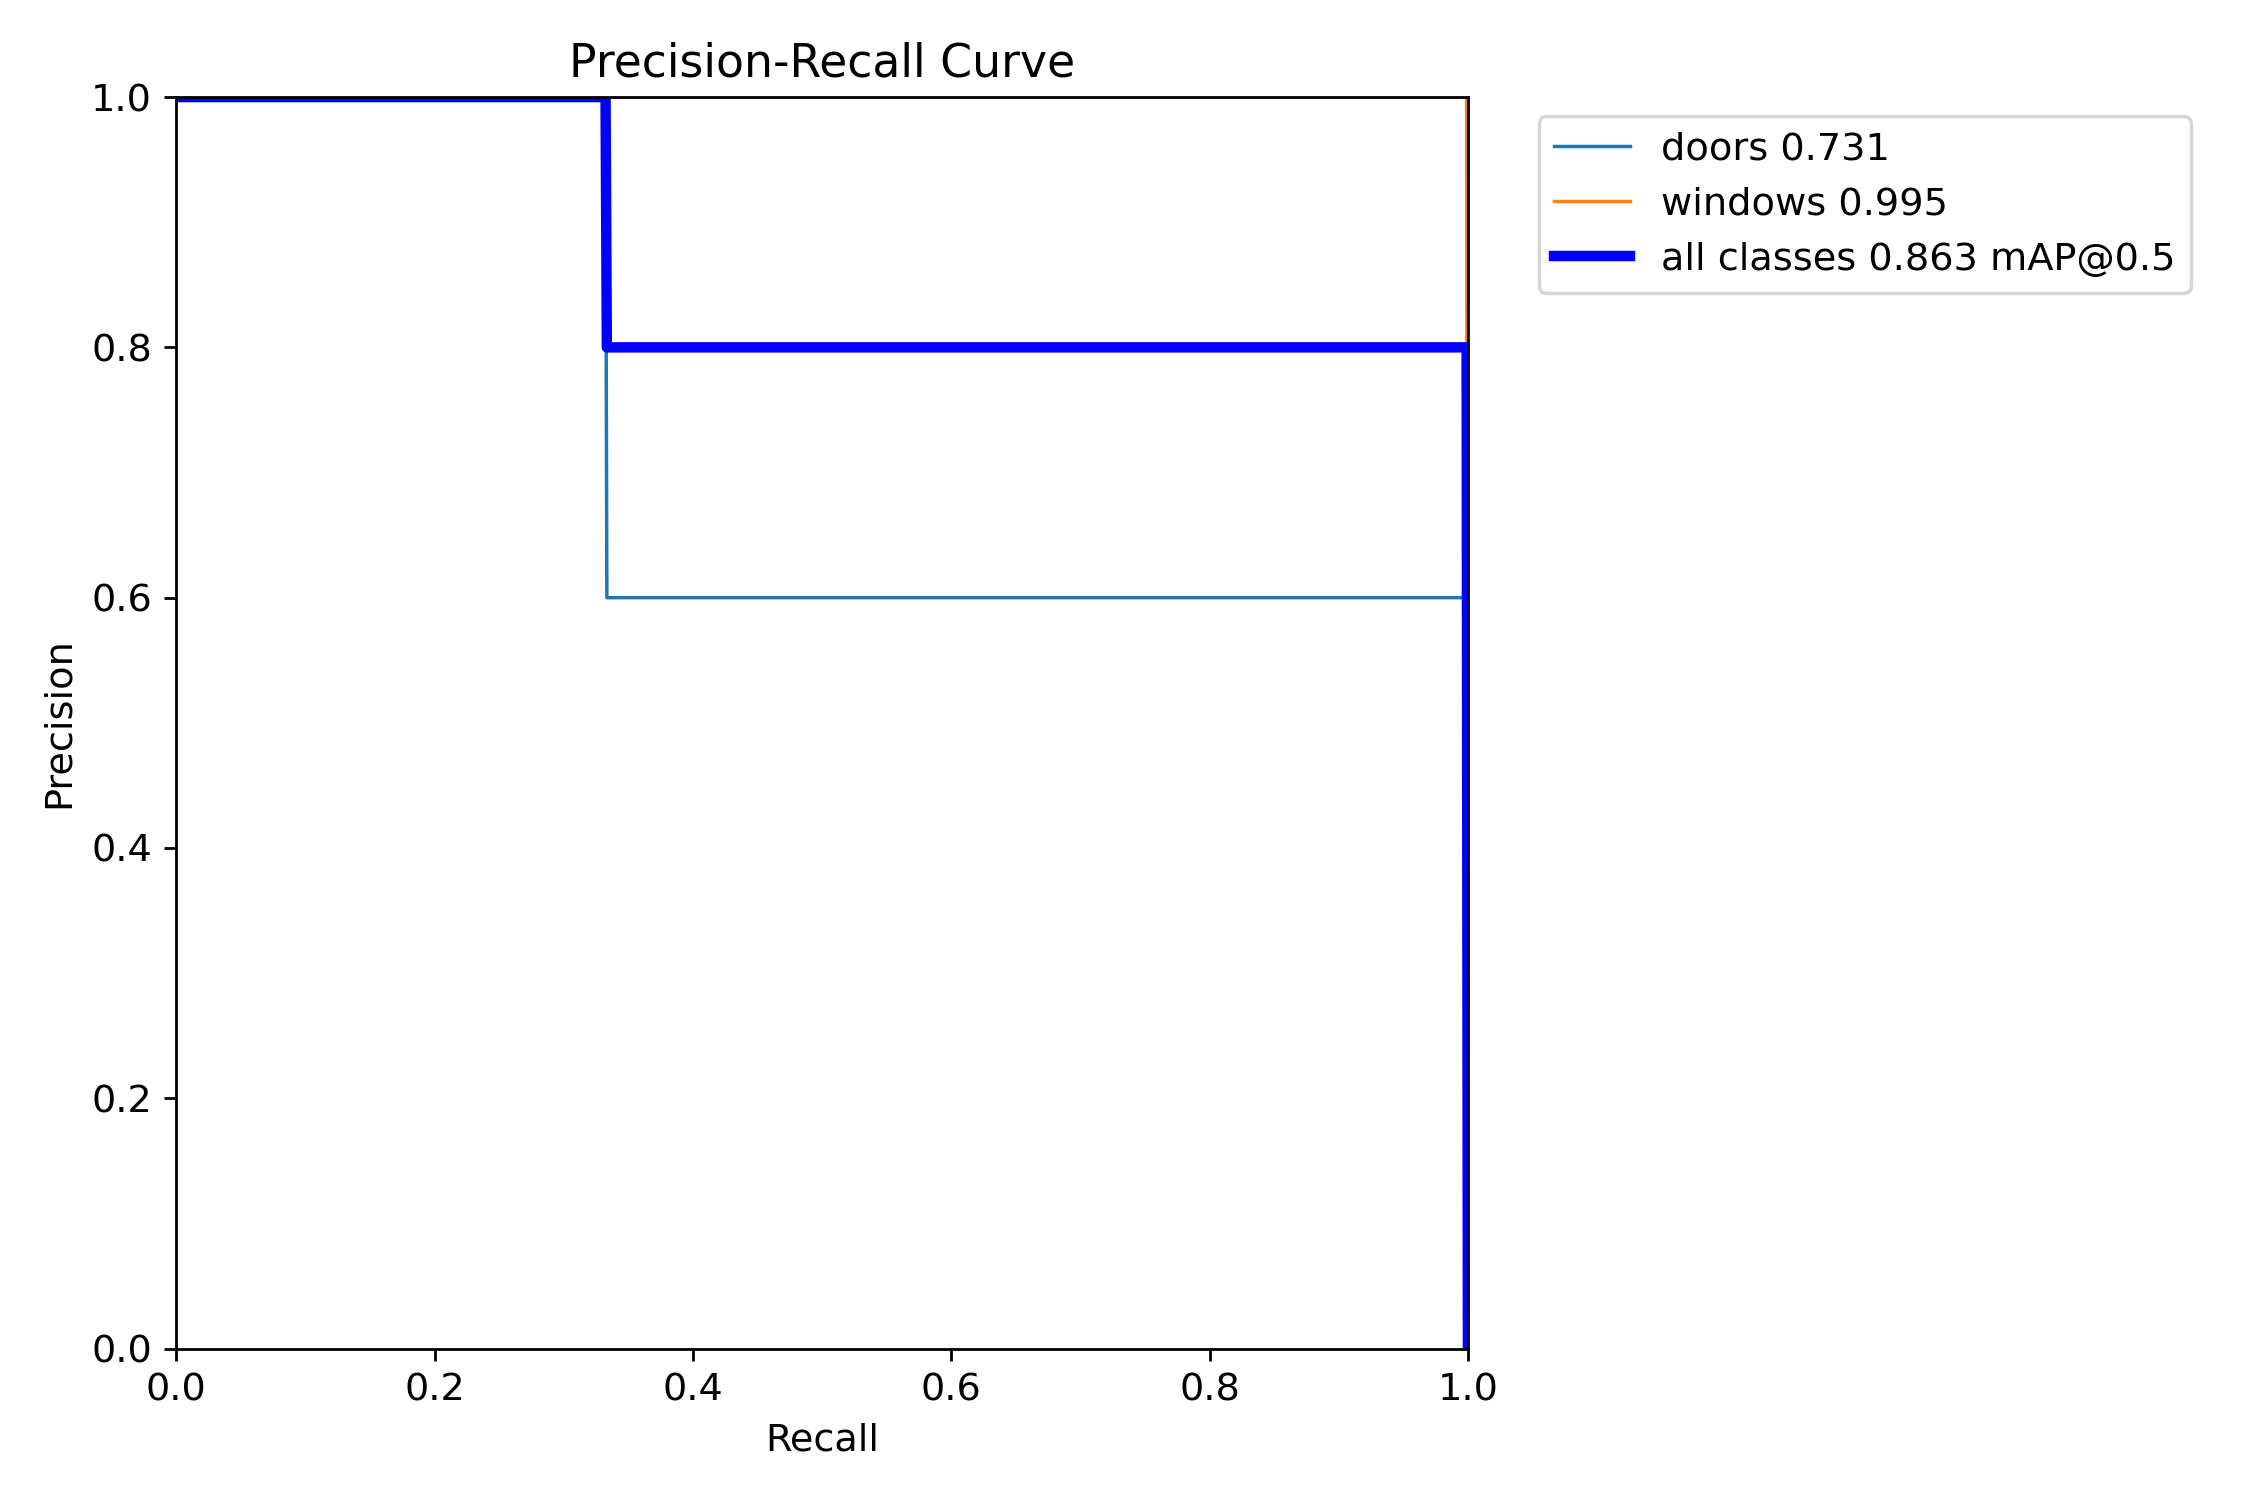 Precision-Recall Curve
doors 0.731
windows 0.995
all classes 0.863 mAP@0.5
Precision
1.0
0.8
0.6
0.4
0.2
0.0
0.0 0.2 0.4 0.6 0.8 1.0
Recall